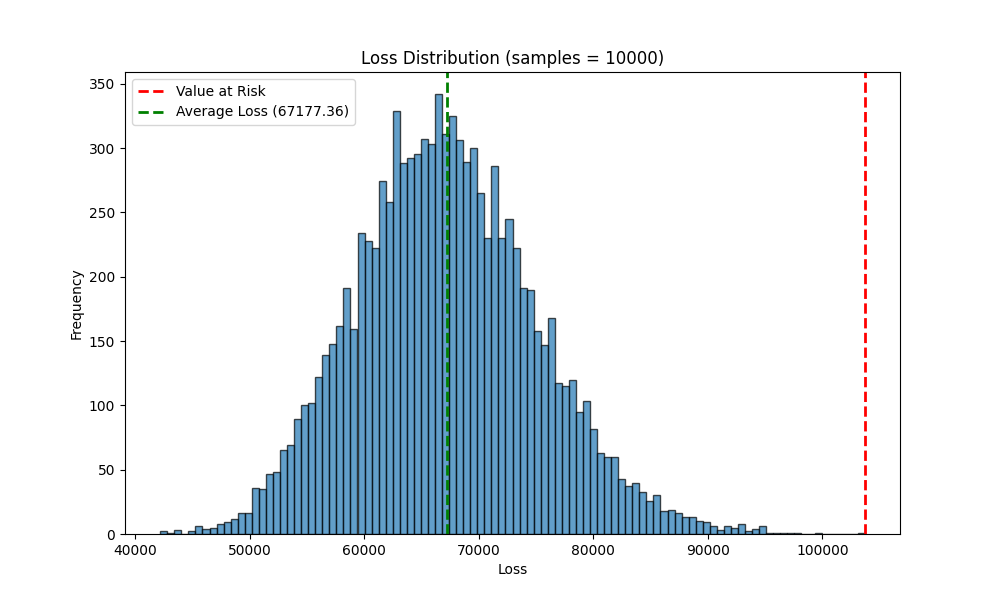 Loss Distribution (samples = 10000)
Value at Risk
Average Loss (67177.36)
350
300
250
200
150
100
50
0
Frequency
40000 50000 60000 70000 80000 90000 100000
Loss